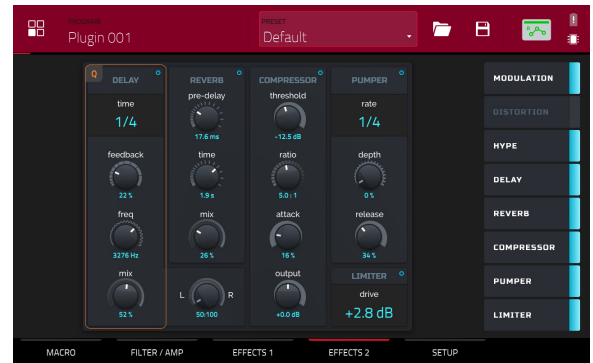 PROGRAM
PRESET
Plugin 001
Default
Q
DELAY
REVERB
COMPRESSOR
PUMPER
MODULATION
time
1/4
pre-delay
17.6 ms
threshold
-12.5 dB
rate
1/4
DISTORTION
HYPE
feedback
22 %
time
1.9 s
ratio
5.0 : 1
depth
0 %
DELAY
REVERB
freq
3276 Hz
mix
26 %
attack
16 %
release
34 %
COMPRESSOR
PUMPER
mix
52 %
L
R
50:100
output
+0.0 dB
LIMITER
drive
+2.8 dB
LIMITER
MACRO
FILTER / AMP
EFFECTS 1
EFFECTS 2
SETUP